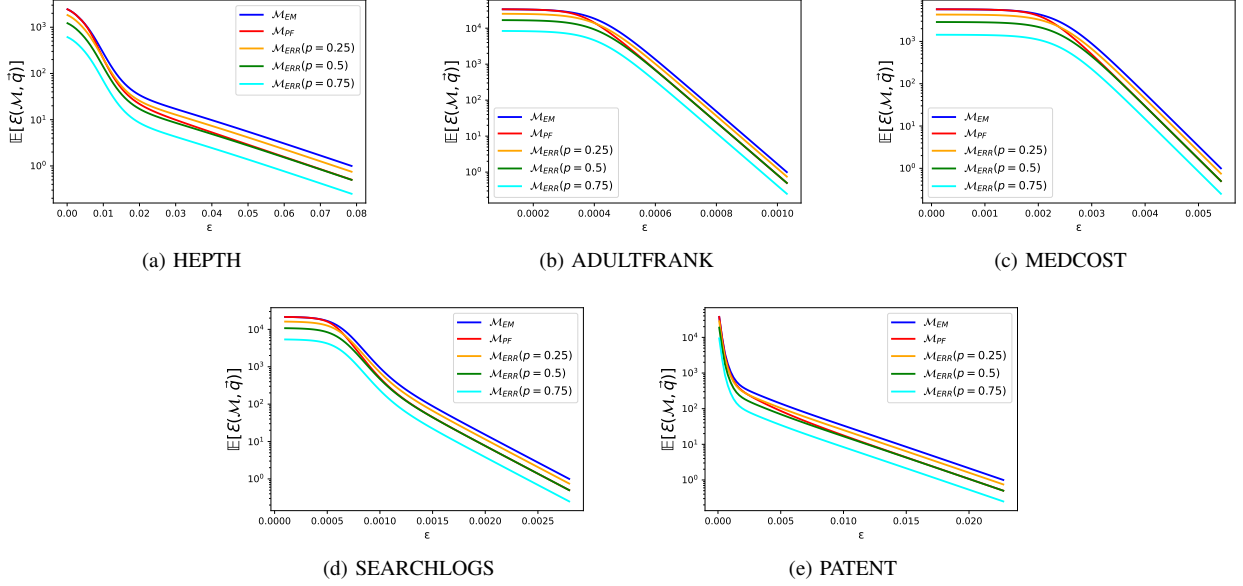 𝔼[ℰ(ℳ, q⃗)]
10³
10²
10¹
10⁰
0.00 0.01 0.02 0.03 0.04 0.05 0.06 0.07 0.08
ε
ℳ_EM
ℳ_PF
ℳ_ERR(p = 0.25)
ℳ_ERR(p = 0.5)
ℳ_ERR(p = 0.75)
(a) HEPTH
𝔼[ℰ(ℳ, q⃗)]
10⁴
10³
10²
10¹
10⁰
0.0002 0.0004 0.0006 0.0008 0.0010
ε
ℳ_EM
ℳ_PF
ℳ_ERR(p = 0.25)
ℳ_ERR(p = 0.5)
ℳ_ERR(p = 0.75)
(b) ADULTFRANK
𝔼[ℰ(ℳ, q⃗)]
10³
10²
10¹
10⁰
0.000 0.001 0.002 0.003 0.004 0.005
ε
ℳ_EM
ℳ_PF
ℳ_ERR(p = 0.25)
ℳ_ERR(p = 0.5)
ℳ_ERR(p = 0.75)
(c) MEDCOST
𝔼[ℰ(ℳ, q⃗)]
10⁴
10³
10²
10¹
10⁰
0.0000 0.0005 0.0010 0.0015 0.0020 0.0025
ε
ℳ_EM
ℳ_PF
ℳ_ERR(p = 0.25)
ℳ_ERR(p = 0.5)
ℳ_ERR(p = 0.75)
(d) SEARCHLOGS
𝔼[ℰ(ℳ, q⃗)]
10⁴
10³
10²
10¹
10⁰
0.000 0.005 0.010 0.015 0.020
ε
ℳ_EM
ℳ_PF
ℳ_ERR(p = 0.25)
ℳ_ERR(p = 0.5)
ℳ_ERR(p = 0.75)
(e) PATENT